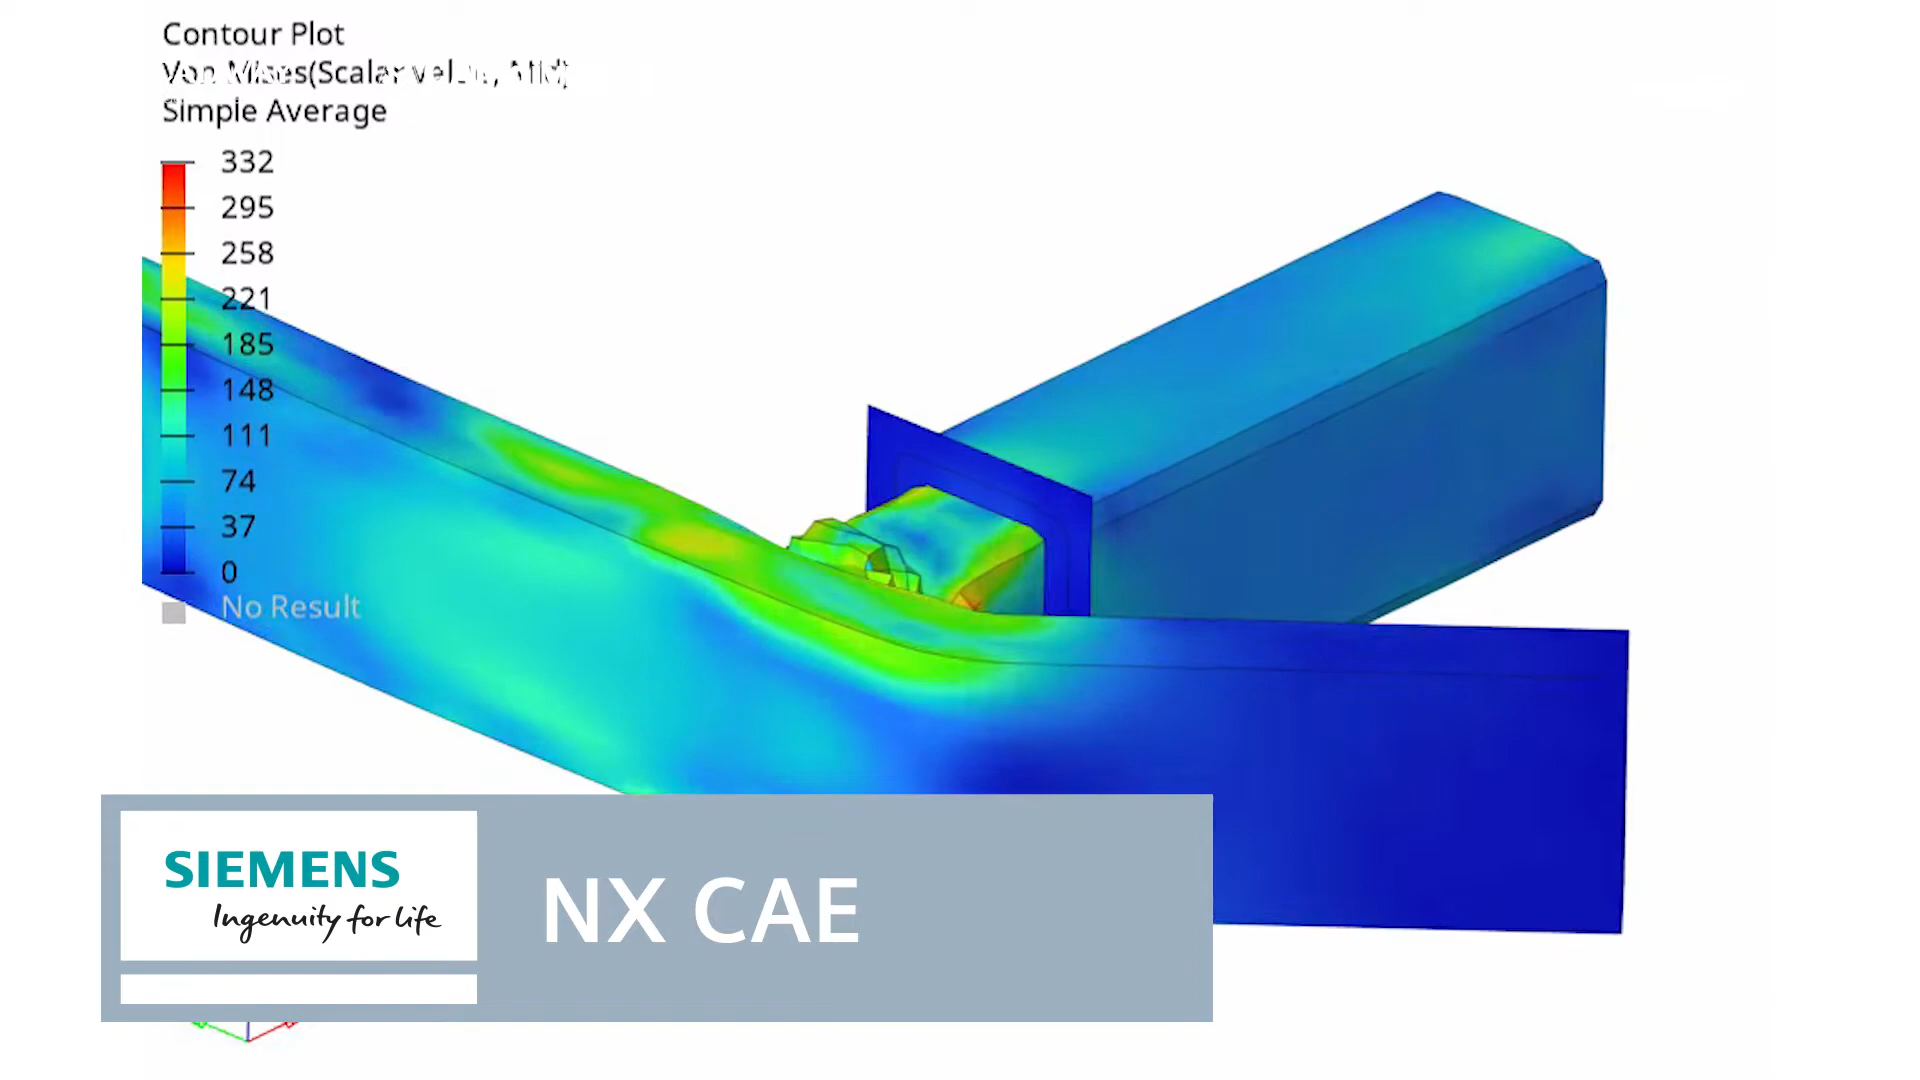 Contour Plot
Simple Average
332
295
258
221
185
148
111
74
37
0
No Result
SIEMENS
Ingenuity for life
NX CAE